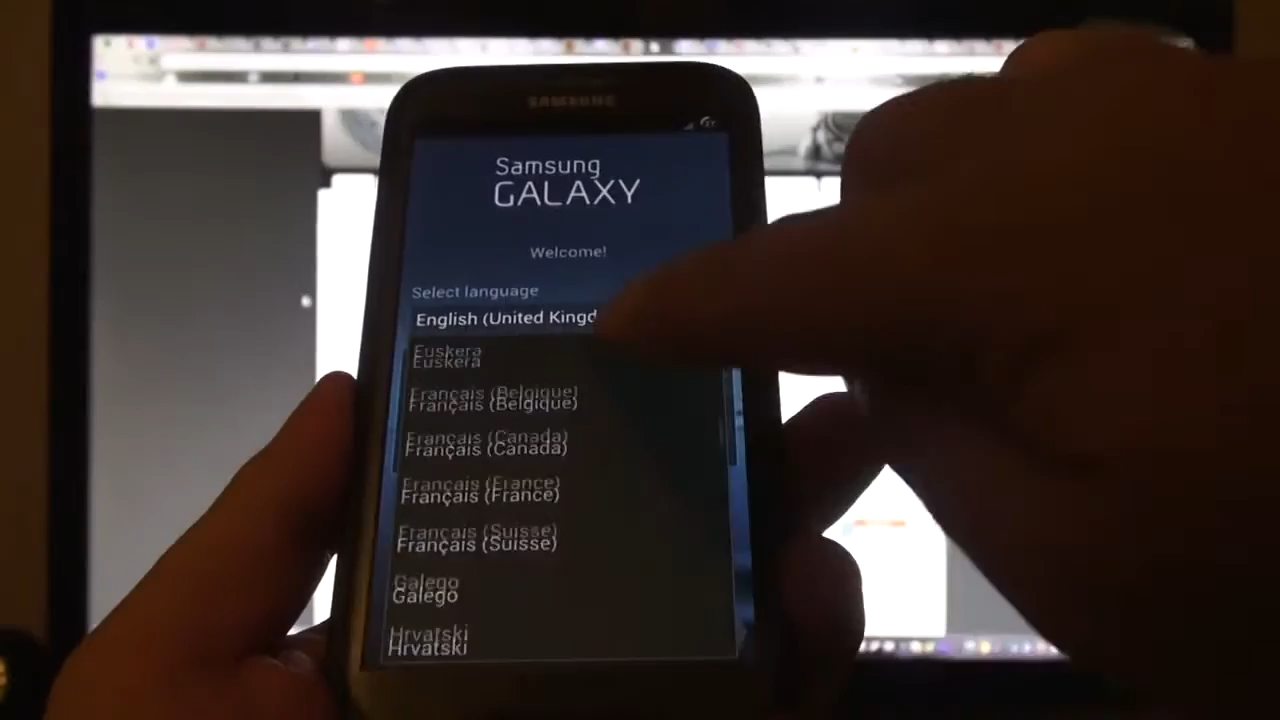 SAMSUNG
Samsung
GALAXY
Welcome!
Select language
English (United Kingd
Euskera
Français (Belgique)
Français (Canada)
Français (France)
Français (Suisse)
Galego
Hrvatski